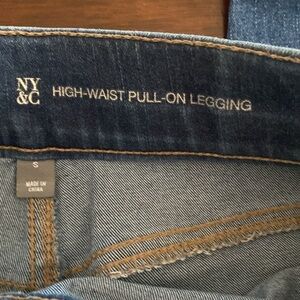 NY
&C
HIGH-WAIST PULL-ON LEGGING
S
MADE IN
CHINA